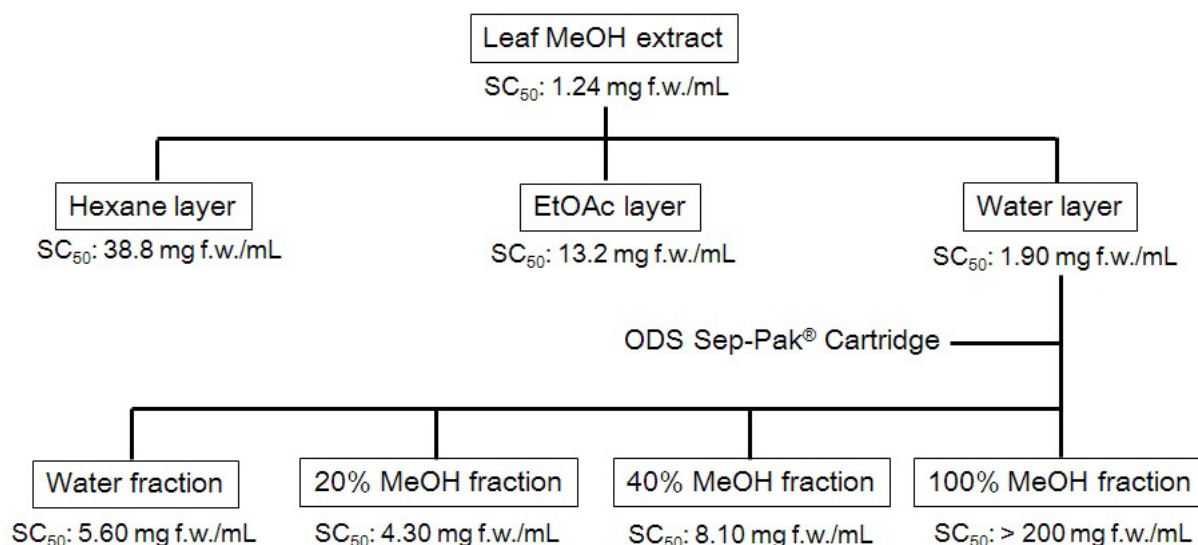 Leaf MeOH extract
SC₅₀: 1.24 mg f.w./mL
Hexane layer
SC₅₀: 38.8 mg f.w./mL
EtOAc layer
SC₅₀: 13.2 mg f.w./mL
Water layer
SC₅₀: 1.90 mg f.w./mL
ODS Sep-Pak® Cartridge
Water fraction
SC₅₀: 5.60 mg f.w./mL
20% MeOH fraction
SC₅₀: 4.30 mg f.w./mL
40% MeOH fraction
SC₅₀: 8.10 mg f.w./mL
100% MeOH fraction
SC₅₀: > 200 mg f.w./mL